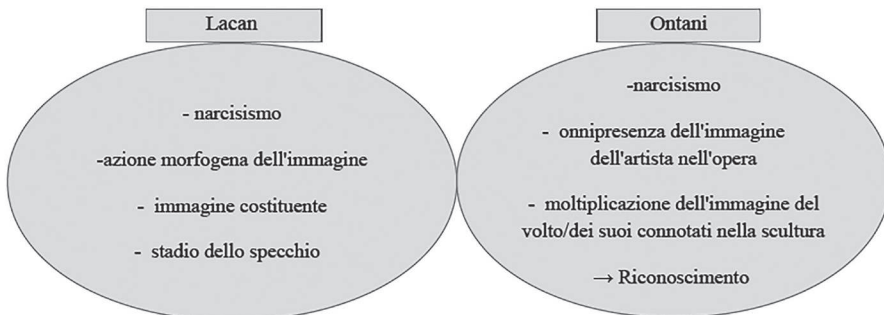 Lacan
- narcisismo
-azione morfogena dell'immagine
- immagine costituente
- stadio dello specchio
Ontani
-narcisismo
- onnipresenza dell'immagine
dell'artista nell'opera
- moltiplicazione dell'immagine del
volto/dei suoi connotati nella scultura
→ Riconoscimento